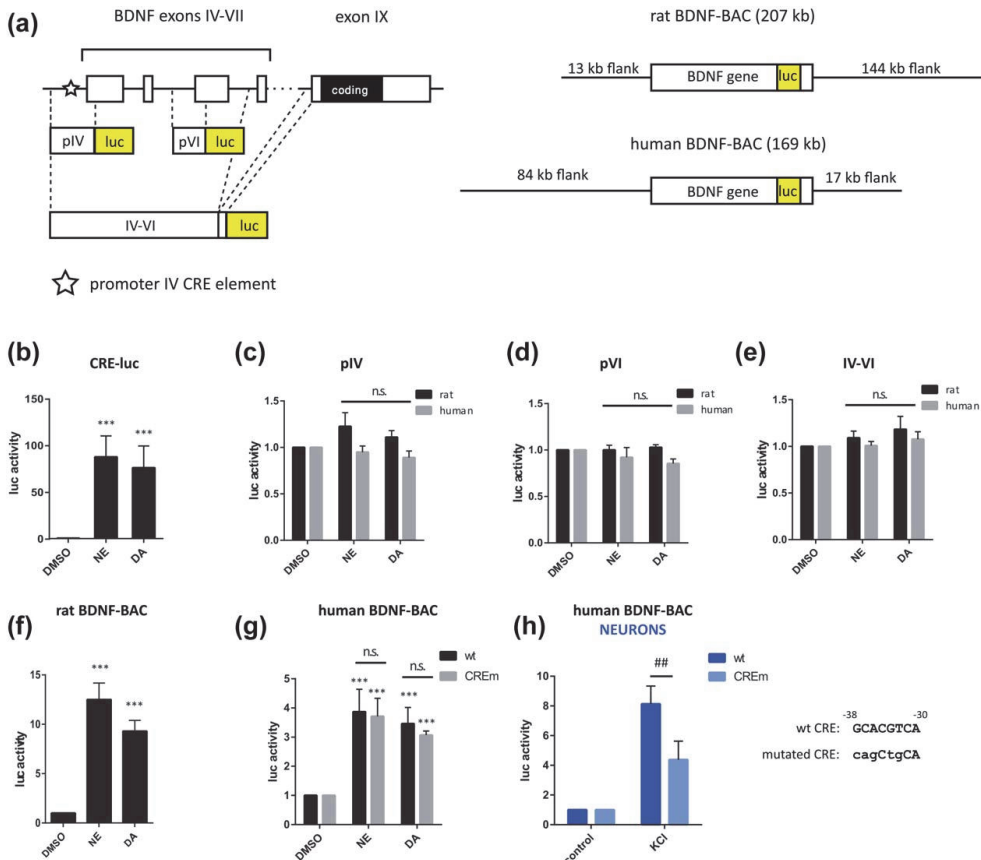 (a)
BDNF exons IV-VII
exon IX
coding
pIV
luc
pVI
luc
IV-VI
luc
promoter IV CRE element
rat BDNF-BAC (207 kb)
13 kb flank
BDNF gene
luc
144 kb flank
human BDNF-BAC (169 kb)
84 kb flank
BDNF gene
luc
17 kb flank
(b)
CRE-luc
luc activity
100
50
0
***
***
DMSO
NE
DA
(c)
pIV
rat
human
n.s.
luc activity
1.5
1.0
0.5
0.0
DMSO
NE
DA
(d)
pVI
rat
human
n.s.
luc activity
1.5
1.0
0.5
0.0
DMSO
NE
DA
(e)
IV-VI
rat
human
n.s.
luc activity
1.5
1.0
0.5
0.0
DMSO
NE
DA
(f)
rat BDNF-BAC
luc activity
15
10
5
0
***
***
DMSO
NE
DA
(g)
human BDNF-BAC
wt
CREm
n.s.
n.s.
***
***
***
***
luc activity
5
4
3
2
1
0
DMSO
NE
DA
(h)
human BDNF-BAC
NEURONS
wt
CREm
##
luc activity
10
8
6
4
2
0
control
KCl
-38
-30
wt CRE: GCACGTCA
mutated CRE: cagCtgCA